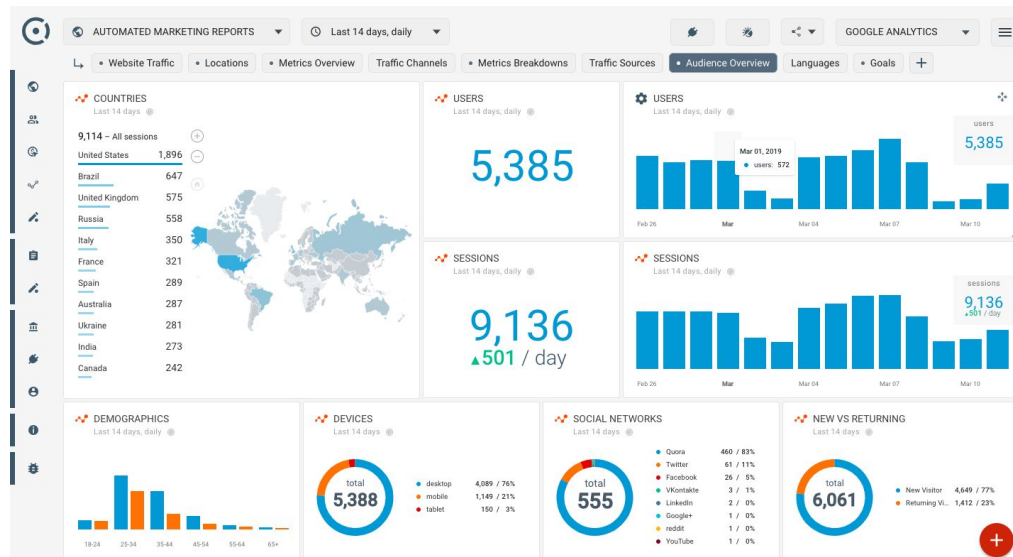 AUTOMATED MARKETING REPORTS
Last 14 days, daily
GOOGLE ANALYTICS
Website Traffic
Locations
Metrics Overview
Traffic Channels
Metrics Breakdowns
Traffic Sources
Audience Overview
Languages
Goals
COUNTRIES
Last 14 days
9,114 – All sessions
United States 1,896
Brazil 647
United Kingdom 575
Russia 558
Italy 350
France 321
Spain 289
Australia 287
Ukraine 281
India 273
Canada 242
USERS
Last 14 days, daily
5,385
USERS
Last 14 days, daily
users
5,385
Mar 01, 2019
users: 572
Feb 26 Mar Mar 04 Mar 07 Mar 10
SESSIONS
Last 14 days, daily
9,136
▲501 / day
SESSIONS
Last 14 days, daily
sessions
9,136
▲501 / day
Feb 26 Mar Mar 04 Mar 07 Mar 10
DEMOGRAPHICS
Last 14 days, daily
18-24 25-34 35-44 45-54 55-64 65+
DEVICES
Last 14 days
total
5,388
desktop 4,089 / 76%
mobile 1,149 / 21%
tablet 150 / 3%
SOCIAL NETWORKS
Last 14 days
total
555
Quora 460 / 83%
Twitter 61 / 11%
Facebook 26 / 5%
VKontakte 3 / 1%
LinkedIn 2 / 0%
Google+ 1 / 0%
reddit 1 / 0%
YouTube 1 / 0%
NEW VS RETURNING
Last 14 days
total
6,061
New Visitor 4,649 / 77%
Returning Vi... 1,412 / 23%